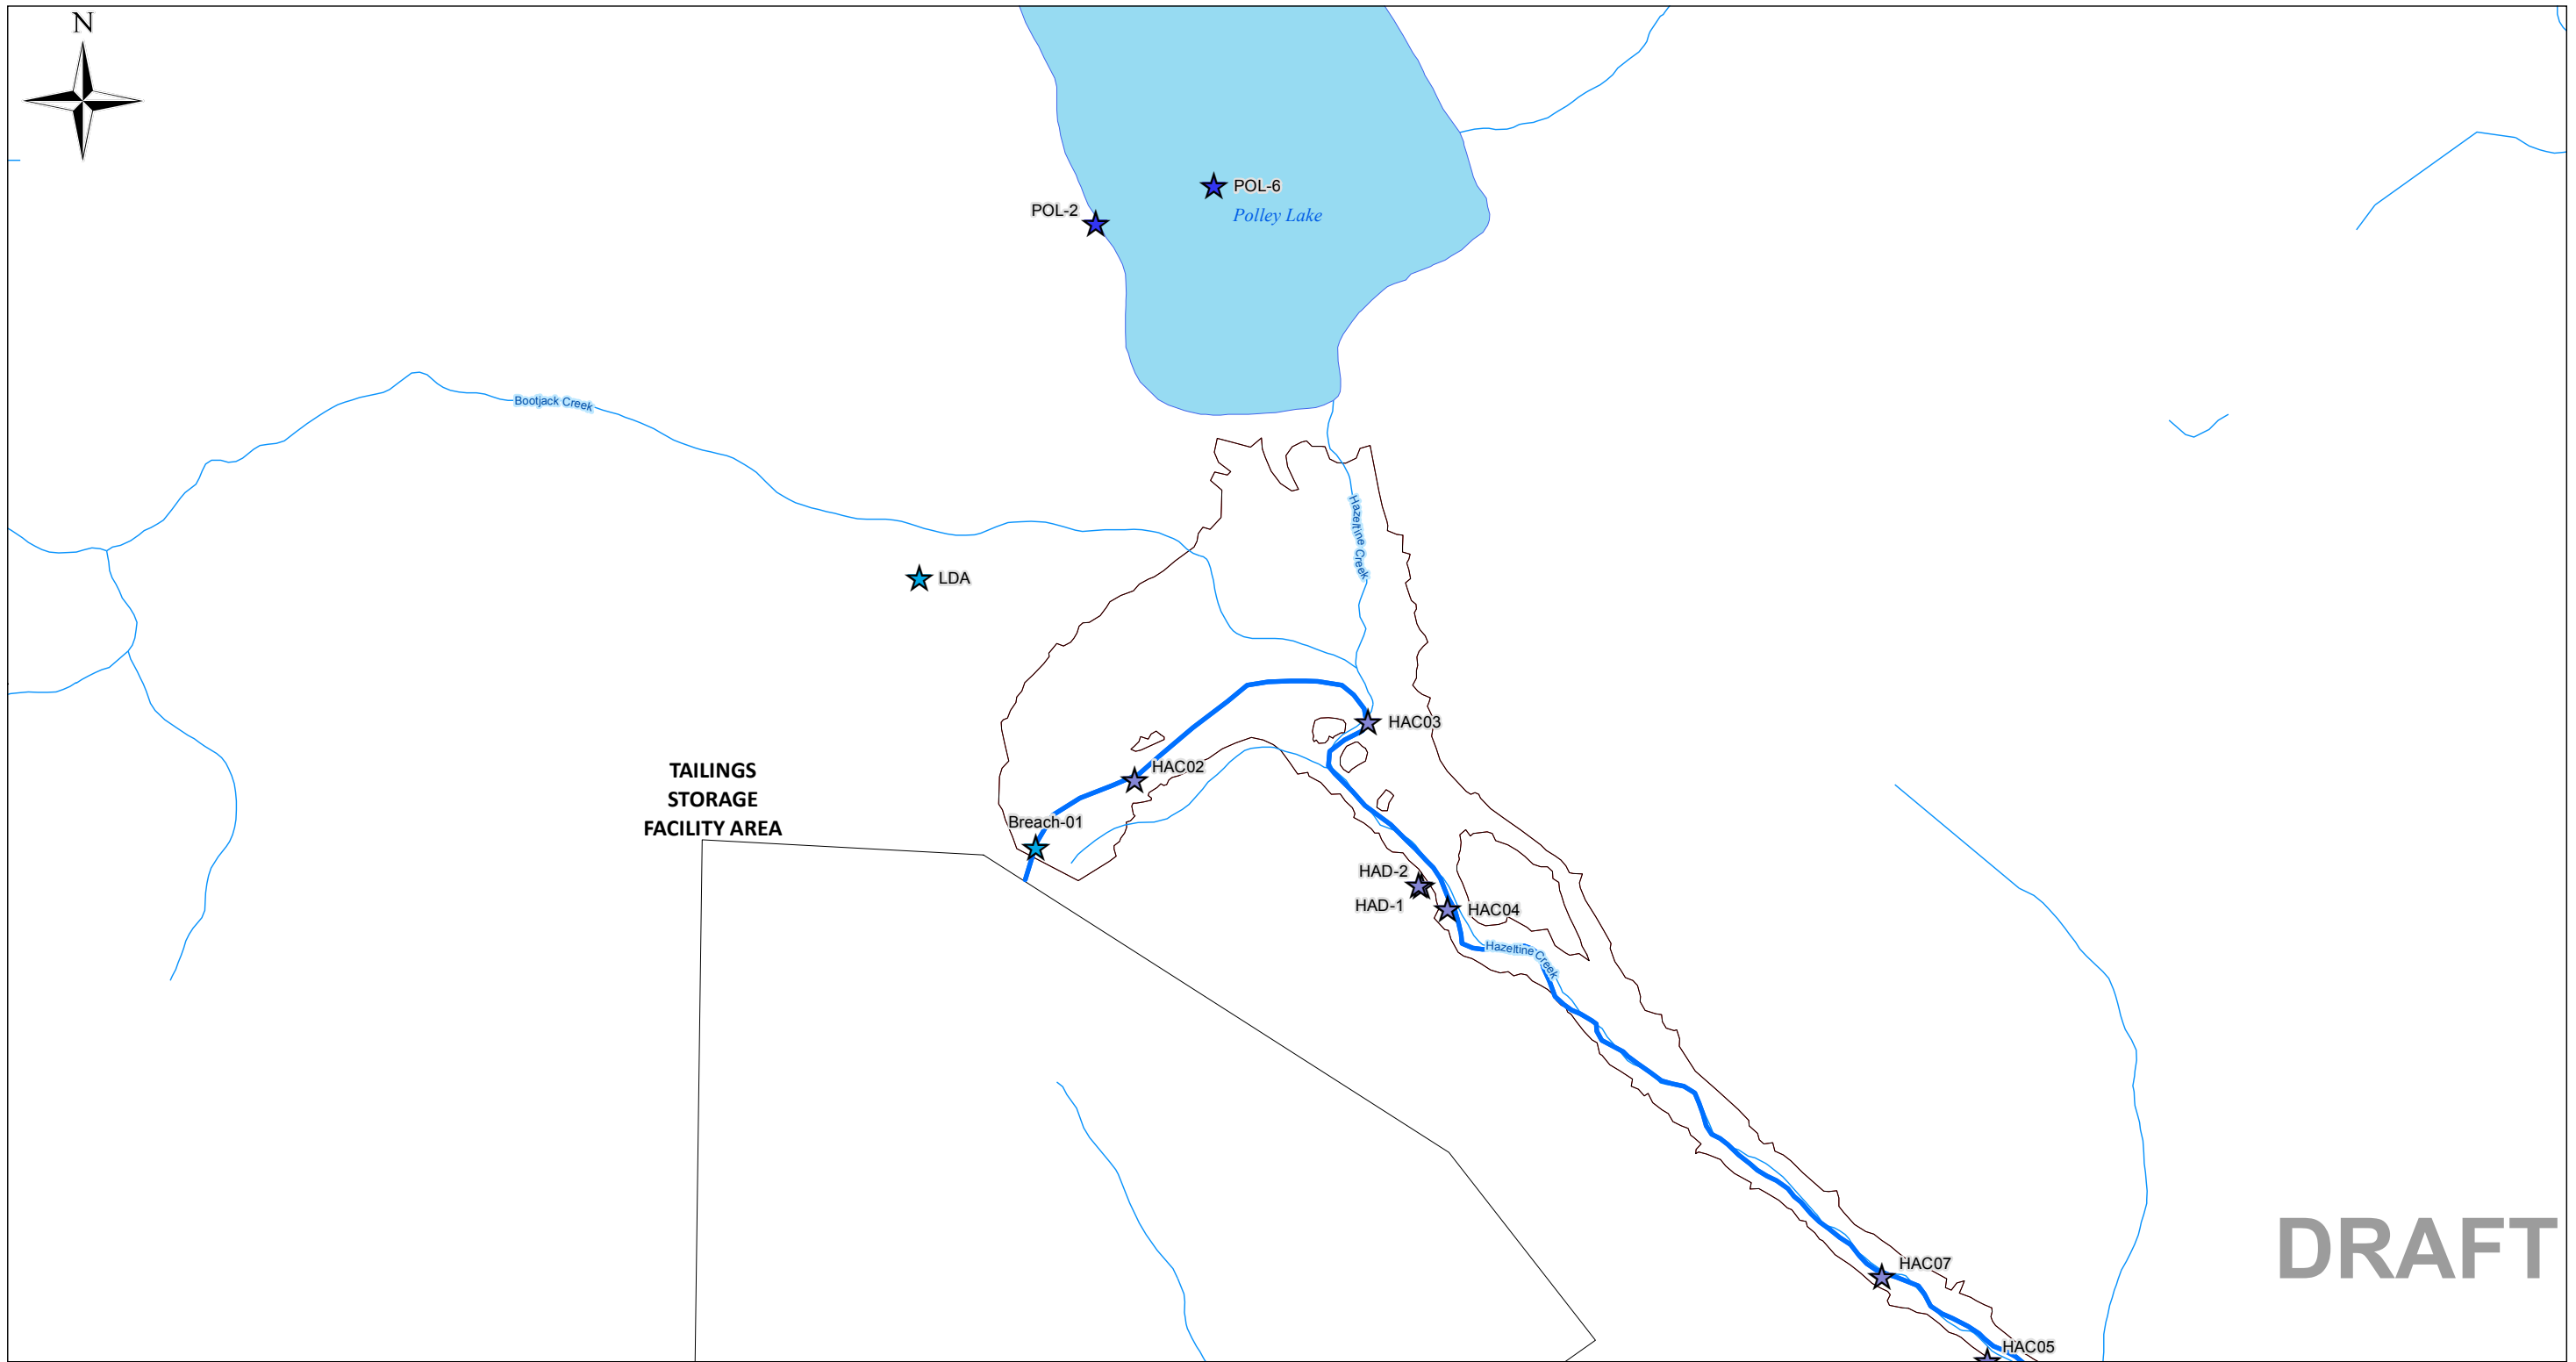 N
POL-6
POL-2
Polley Lake
Bootjack Creek
Hazeltine Creek
LDA
HAC03
TAILINGS
STORAGE
FACILITY AREA
HAC02
Breach-01
HAD-2
HAD-1
HAC04
Hazeltine Creek
DRAFT
HAC07
HAC05